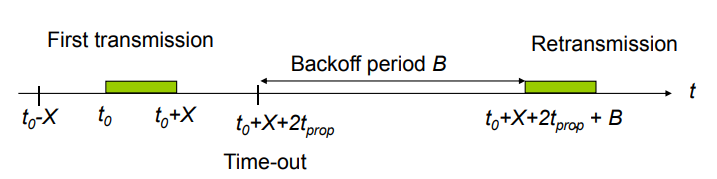 First transmission
Retransmission
Backoff period B
t
t0-X
t0
t0+X
t0+X+2tprop
t0+X+2tprop + B
Time-out